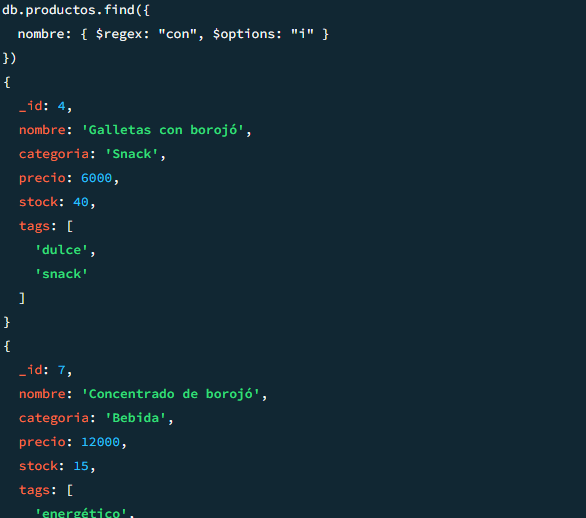 db.productos.find({
  nombre: { $regex: "con", $options: "i" }
})
{
  _id: 4,
  nombre: 'Galletas con borojó',
  categoria: 'Snack',
  precio: 6000,
  stock: 40,
  tags: [
    'dulce',
    'snack'
  ]
}
{
  _id: 7,
  nombre: 'Concentrado de borojó',
  categoria: 'Bebida',
  precio: 12000,
  stock: 15,
  tags: [
    'energético',